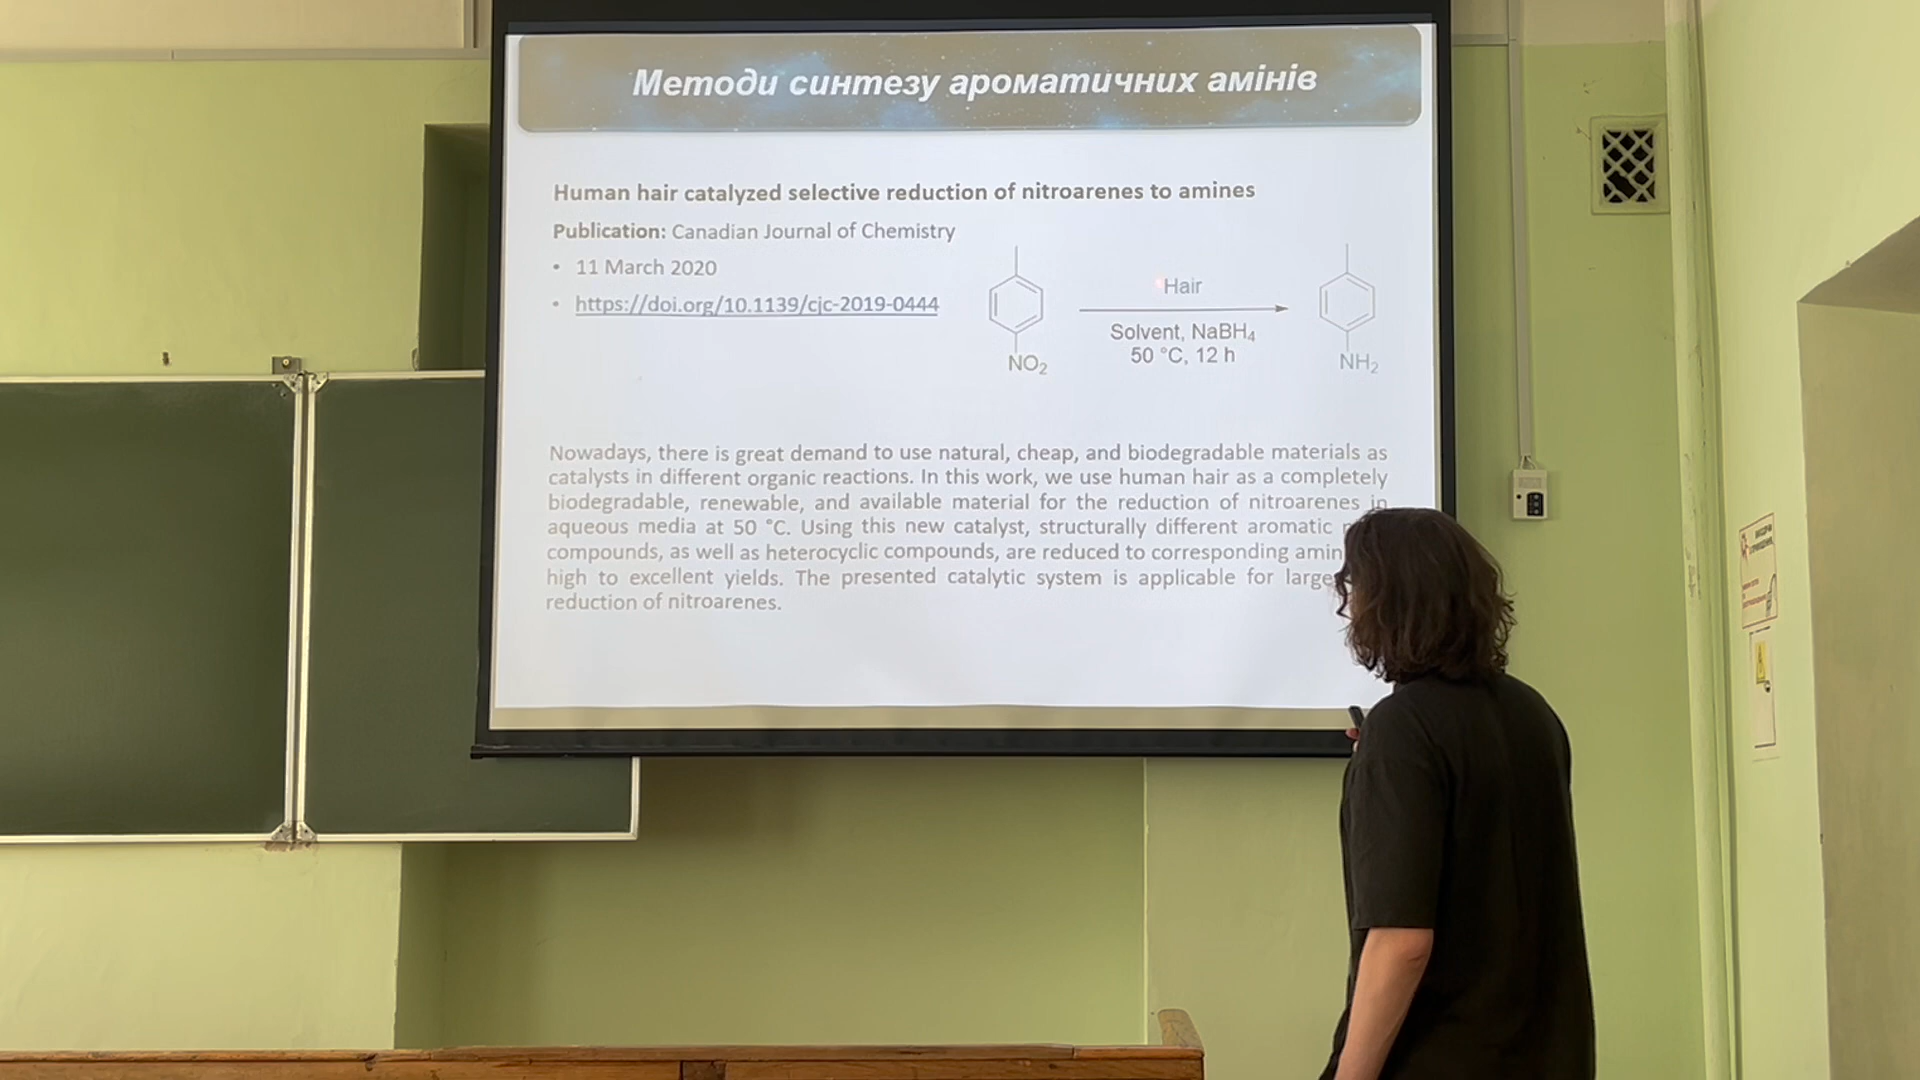 Методи синтезу ароматичних амінів
Human hair catalyzed selective reduction of nitroarenes to amines
Publication: Canadian Journal of Chemistry
• 11 March 2020
• https://doi.org/10.1139/cjc-2019-0444
Hair
Solvent, NaBH4
50 °C, 12 h
NO2
NH2
Nowadays, there is great demand to use natural, cheap, and biodegradable materials as
catalysts in different organic reactions. In this work, we use human hair as a completely
biodegradable, renewable, and available material for the reduction of nitroarenes in
aqueous media at 50 °C. Using this new catalyst, structurally different aromatic
compounds, as well as heterocyclic compounds, are reduced to corresponding amin
high to excellent yields. The presented catalytic system is applicable for large
reduction of nitroarenes.